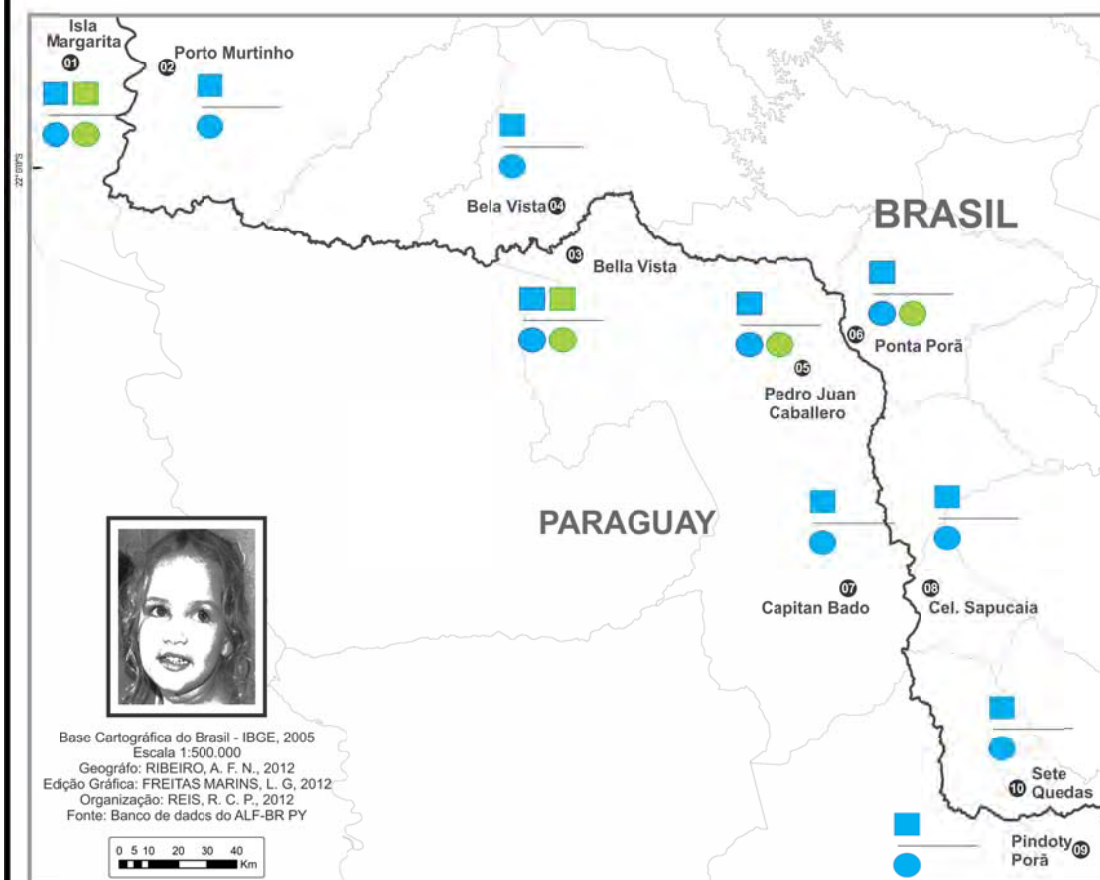 Isla
Margarita
01
02
Porto Murtinho
Bela Vista 04
BRASIL
03
Bella Vista
06
Ponta Porã
05
Pedro Juan
Caballero
PARAGUAY
07
08
Capitan Bado
Cel. Sapucaia
Base Cartográfica do Brasil - IBGE, 2005
Escala 1:500.000
Geográfo: RIBEIRO, A. F. N., 2012
Edição Gráfica: FREITAS MARINS, L. G, 2012
Organização: REIS, R. C. P., 2012
Fonte: Banco de dados do ALF-BR PY
0 5 10 20 30 40
Km
10
Sete
Quedas
Pindoty
Porã
09